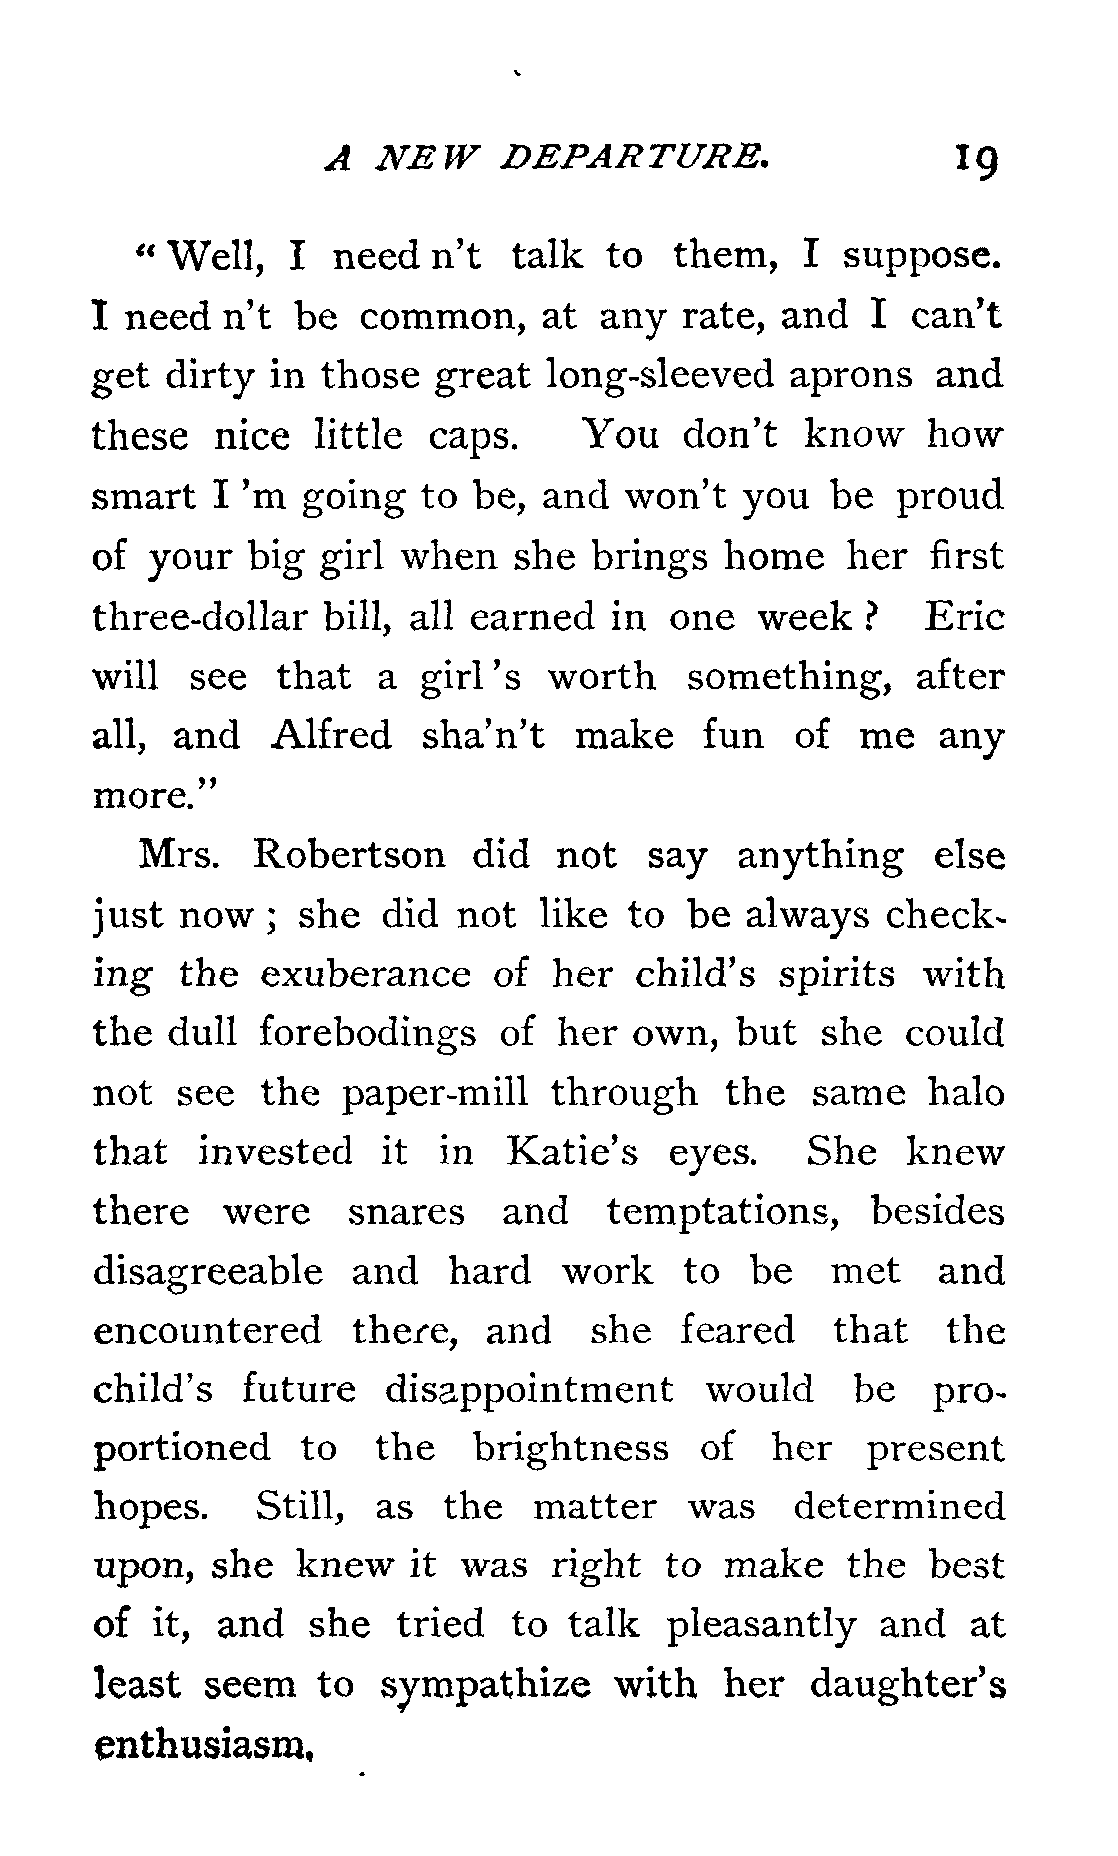 A NEW DEPARTURE. 19
“ Well, I need n’t talk to them, I suppose.
I need n’t be common, at any rate, and I can’t
get dirty in those great long-sleeved aprons and
these nice little caps. You don’t know how
smart I ’m going to be, and won’t you be proud
of your big girl when she brings home her first
three-dollar bill, all earned in one week ? Eric
will see that a girl ’s worth something, after
all, and Alfred sha’n’t make fun of me any
more.”
Mrs. Robertson did not say anything else
just now ; she did not like to be always check-
ing the exuberance of her child’s spirits with
the dull forebodings of her own, but she could
not see the paper-mill through the same halo
that invested it in Katie’s eyes. She knew
there were snares and temptations, besides
disagreeable and hard work to be met and
encountered there, and she feared that the
child’s future disappointment would be pro-
portioned to the brightness of her present
hopes. Still, as the matter was determined
upon, she knew it was right to make the best
of it, and she tried to talk pleasantly and at
least seem to sympathize with her daughter’s
enthusiasm.